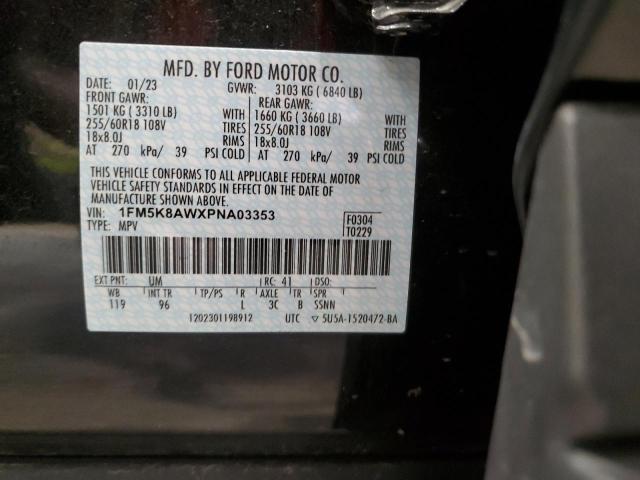 MFD. BY FORD MOTOR CO.
DATE: 01/23 GVWR: 3103 KG ( 6840 LB)
FRONT GAWR: REAR GAWR:
1501 KG ( 3310 LB) WITH 1660 KG ( 3660 LB) WITH
255/60R18 108V TIRES 255/60R18 108V TIRES
18x8.0J RIMS 18x8.0J RIMS
AT 270 kPa/ 39 PSI COLD AT 270 kPa/ 39 PSI COLD
THIS VEHICLE CONFORMS TO ALL APPLICABLE FEDERAL MOTOR
VEHICLE SAFETY STANDARDS IN EFFECT ON THE DATE OF
MANUFACTURE SHOWN ABOVE.
VIN: 1FM5K8AWXPNA03353 F0304
TYPE: MPV T0229
EXT PNT: UM RC: 41 DSO:
WB INT TR TP/PS R AXLE TR SPR
119 96 L 3C B SSNN
1202301198912 UTC ▽ 5U5A-1520472-BA